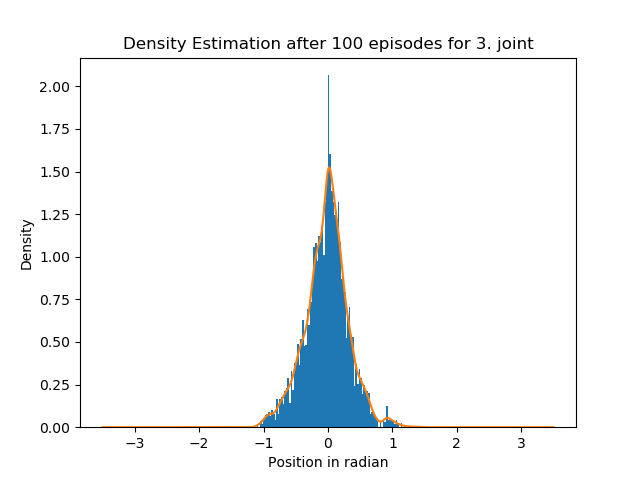 Density Estimation after 100 episodes for 3. joint
2.00
1.75
1.50
1.25
1.00
0.75
0.50
0.25
0.00
Density
−3 −2 −1 0 1 2 3
Position in radian